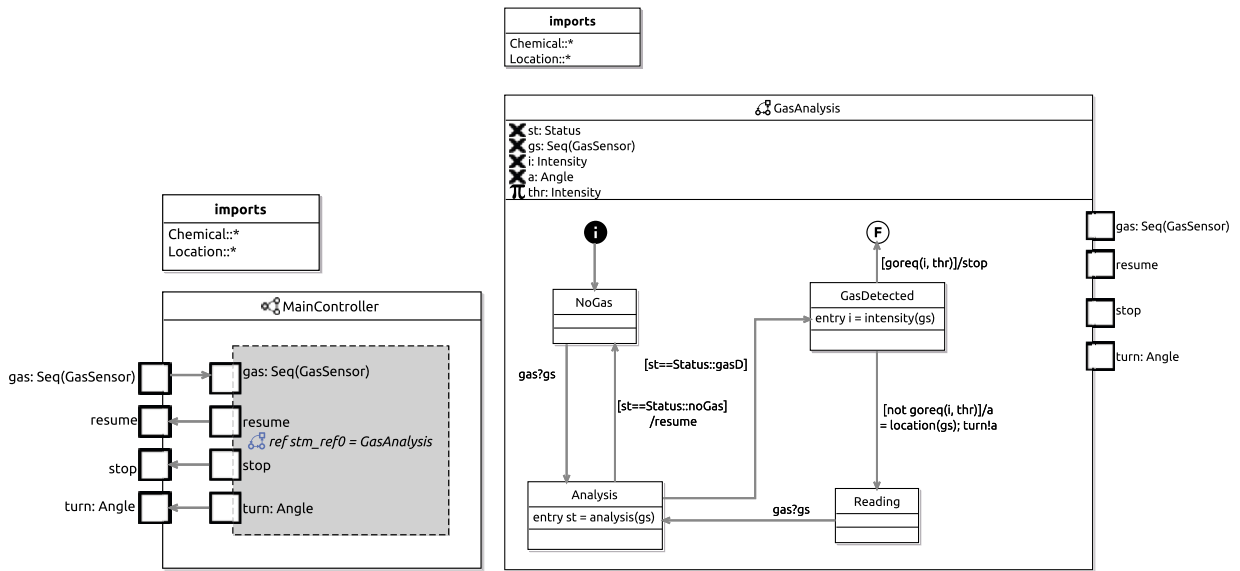 imports
Chemical::*
Location::*
GasAnalysis
st: Status
gs: Seq(GasSensor)
i: Intensity
a: Angle
π thr: Intensity
i
F
[goreq(i, thr)]/stop
NoGas
GasDetected
entry i = intensity(gs)
gas?gs
[st==Status::gasD]
[st==Status::noGas]
/resume
[not goreq(i, thr)]/a
= location(gs); turn!a
Analysis
entry st = analysis(gs)
gas?gs
Reading
gas: Seq(GasSensor)
resume
stop
turn: Angle
imports
Chemical::*
Location::*
MainController
gas: Seq(GasSensor)
gas: Seq(GasSensor)
resume
resume
ref stm_ref0 = GasAnalysis
stop
stop
turn: Angle
turn: Angle